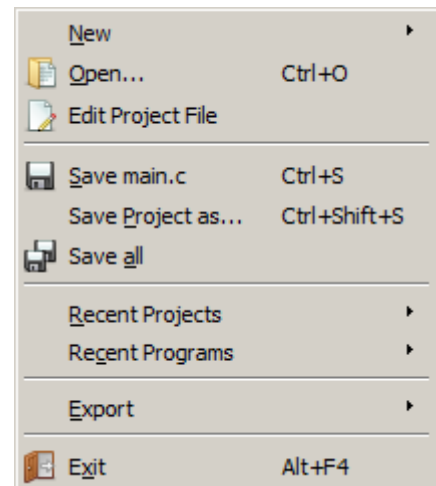 New
Open... Ctrl+O
Edit Project File
Save main.c Ctrl+S
Save Project as... Ctrl+Shift+S
Save all
Recent Projects
Recent Programs
Export
Exit Alt+F4